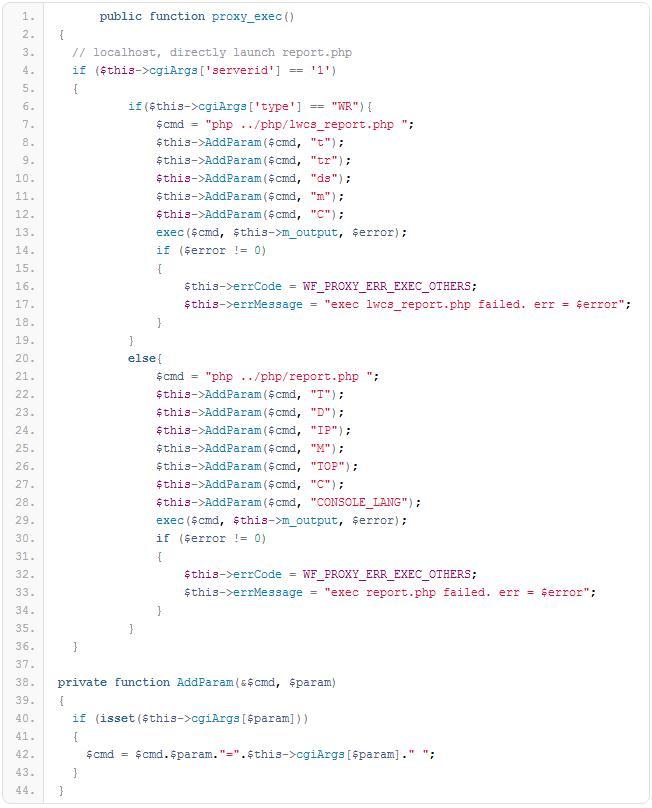 1. public function proxy_exec()
2. {
3. // localhost, directly launch report.php
4. if ($this->cgiArgs['serverid'] == '1')
5. {
6. if($this->cgiArgs['type'] == "WR"){
7. $cmd = "php ../php/lwcs_report.php ";
8. $this->AddParam($cmd, "t");
9. $this->AddParam($cmd, "tr");
10. $this->AddParam($cmd, "ds");
11. $this->AddParam($cmd, "m");
12. $this->AddParam($cmd, "C");
13. exec($cmd, $this->m_output, $error);
14. if ($error != 0)
15. {
16. $this->errCode = WF_PROXY_ERR_EXEC_OTHERS;
17. $this->errMessage = "exec lwcs_report.php failed. err = $error";
18. }
19. }
20. else{
21. $cmd = "php ../php/report.php ";
22. $this->AddParam($cmd, "T");
23. $this->AddParam($cmd, "D");
24. $this->AddParam($cmd, "IP");
25. $this->AddParam($cmd, "M");
26. $this->AddParam($cmd, "TOP");
27. $this->AddParam($cmd, "C");
28. $this->AddParam($cmd, "CONSOLE_LANG");
29. exec($cmd, $this->m_output, $error);
30. if ($error != 0)
31. {
32. $this->errCode = WF_PROXY_ERR_EXEC_OTHERS;
33. $this->errMessage = "exec report.php failed. err = $error";
34. }
35. }
36. }
37.
38. private function AddParam(&$cmd, $param)
39. {
40. if (isset($this->cgiArgs[$param]))
41. {
42. $cmd = $cmd.$param."=".$this->cgiArgs[$param]." ";
43. }
44. }